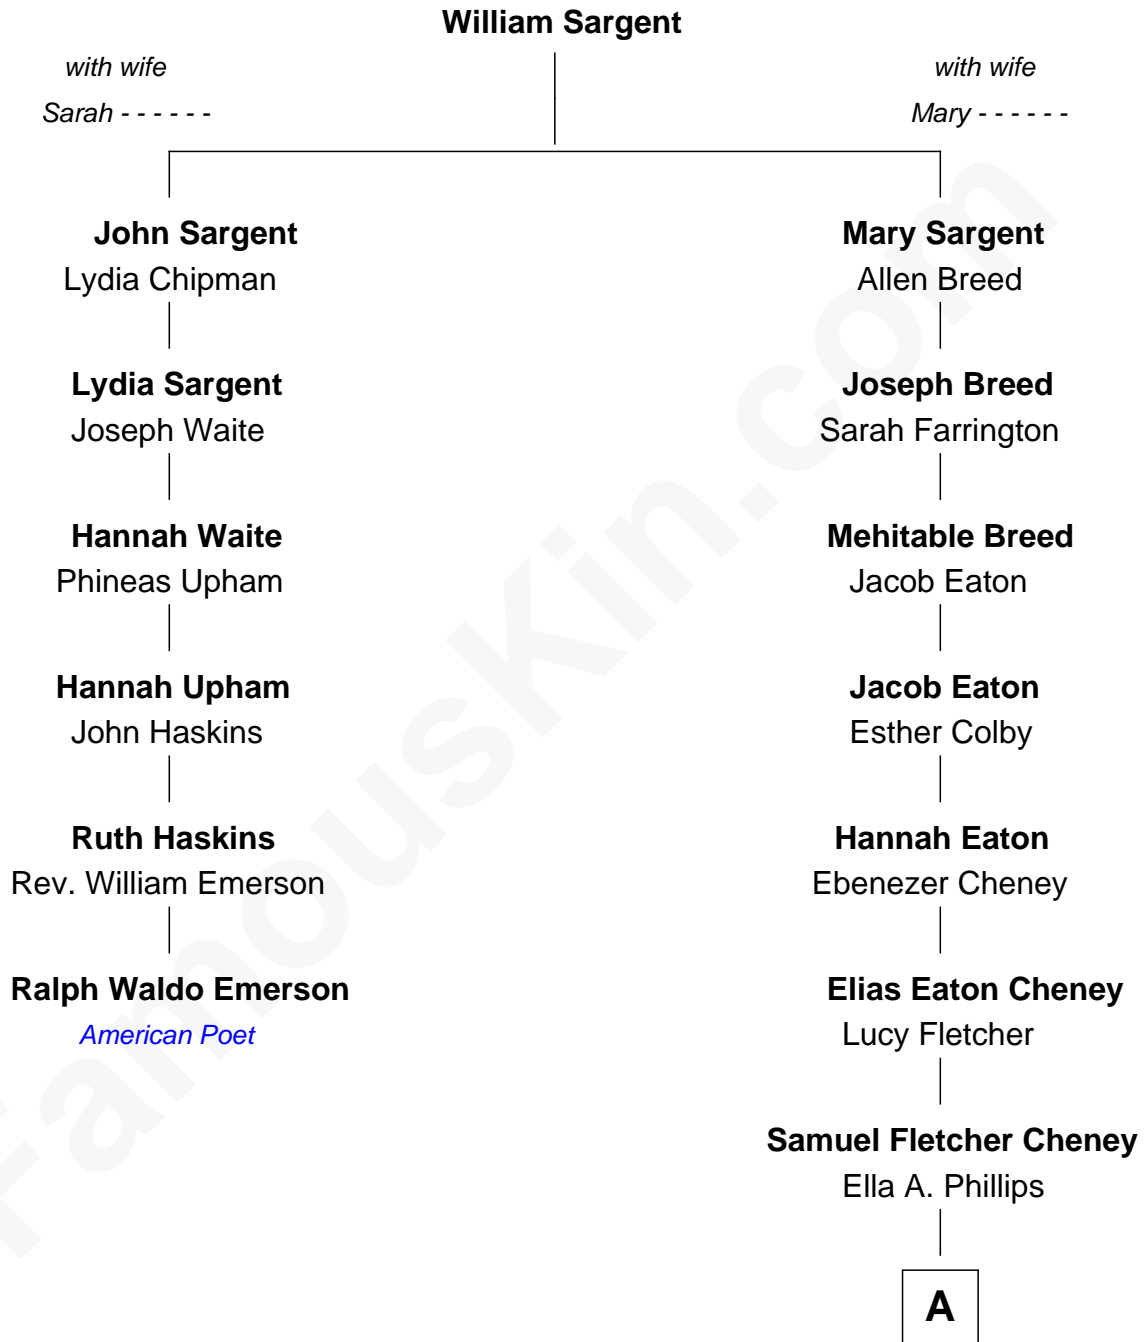 William Sargent
with wife
Sarah - - - - - -
with wife
Mary - - - - - -
John Sargent
Lydia Chipman
Lydia Sargent
Joseph Waite
Hannah Waite
Phineas Upham
Hannah Upham
John Haskins
Ruth Haskins
Rev. William Emerson
Ralph Waldo Emerson
American Poet
Mary Sargent
Allen Breed
Joseph Breed
Sarah Farrington
Mehitable Breed
Jacob Eaton
Jacob Eaton
Esther Colby
Hannah Eaton
Ebenezer Cheney
Elias Eaton Cheney
Lucy Fletcher
Samuel Fletcher Cheney
Ella A. Phillips
A
FamousKin.com